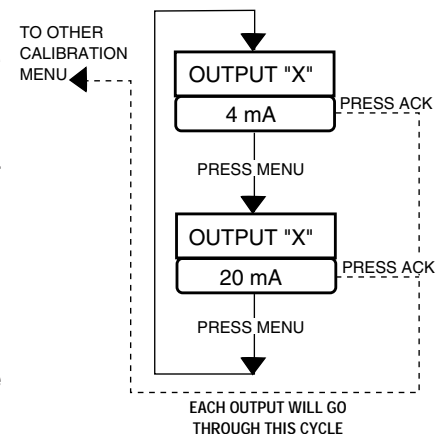 TO OTHER
CALIBRATION
MENU
OUTPUT "X"
4 mA
PRESS ACK
PRESS MENU
OUTPUT "X"
20 mA
PRESS ACK
PRESS MENU
EACH OUTPUT WILL GO
THROUGH THIS CYCLE